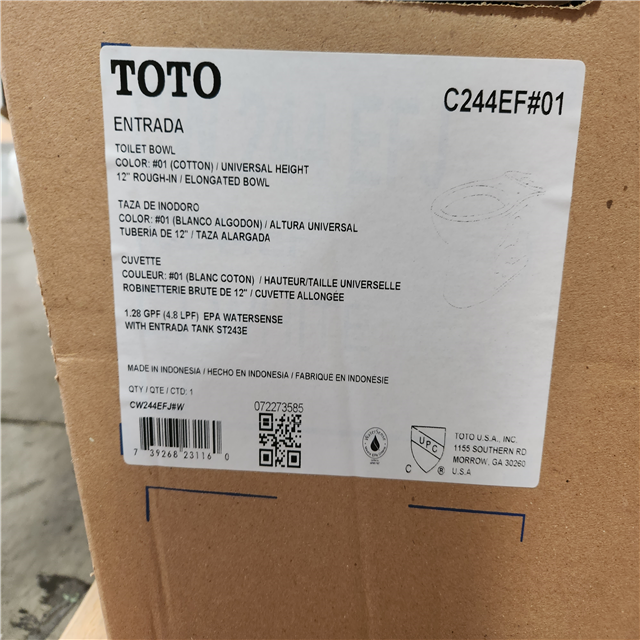 TOTO
C244EF#01
ENTRADA
TOILET BOWL
COLOR: #01 (COTTON) / UNIVERSAL HEIGHT
12" ROUGH-IN / ELONGATED BOWL
TAZA DE INODORO
COLOR: #01 (BLANCO ALGODON) / ALTURA UNIVERSAL
TUBERÍA DE 12" / TAZA ALARGADA
CUVETTE
COULEUR: #01 (BLANC COTON) / HAUTEUR/TAILLE UNIVERSELLE
ROBINETTERIE BRUTE DE 12" / CUVETTE ALLONGÉE
1.28 GPF (4.8 LPF) EPA WATERSENSE
WITH ENTRADA TANK ST243E
MADE IN INDONESIA / HECHO EN INDONESIA / FABRIQUÉ EN INDONESIE
QTY / QTE / CTD: 1
CW244EFJ#W
072273585
7 39268 23116 0
UPC
C ®
TOTO U.S.A., INC.
1155 SOUTHERN RD
MORROW, GA 30260
U.S.A